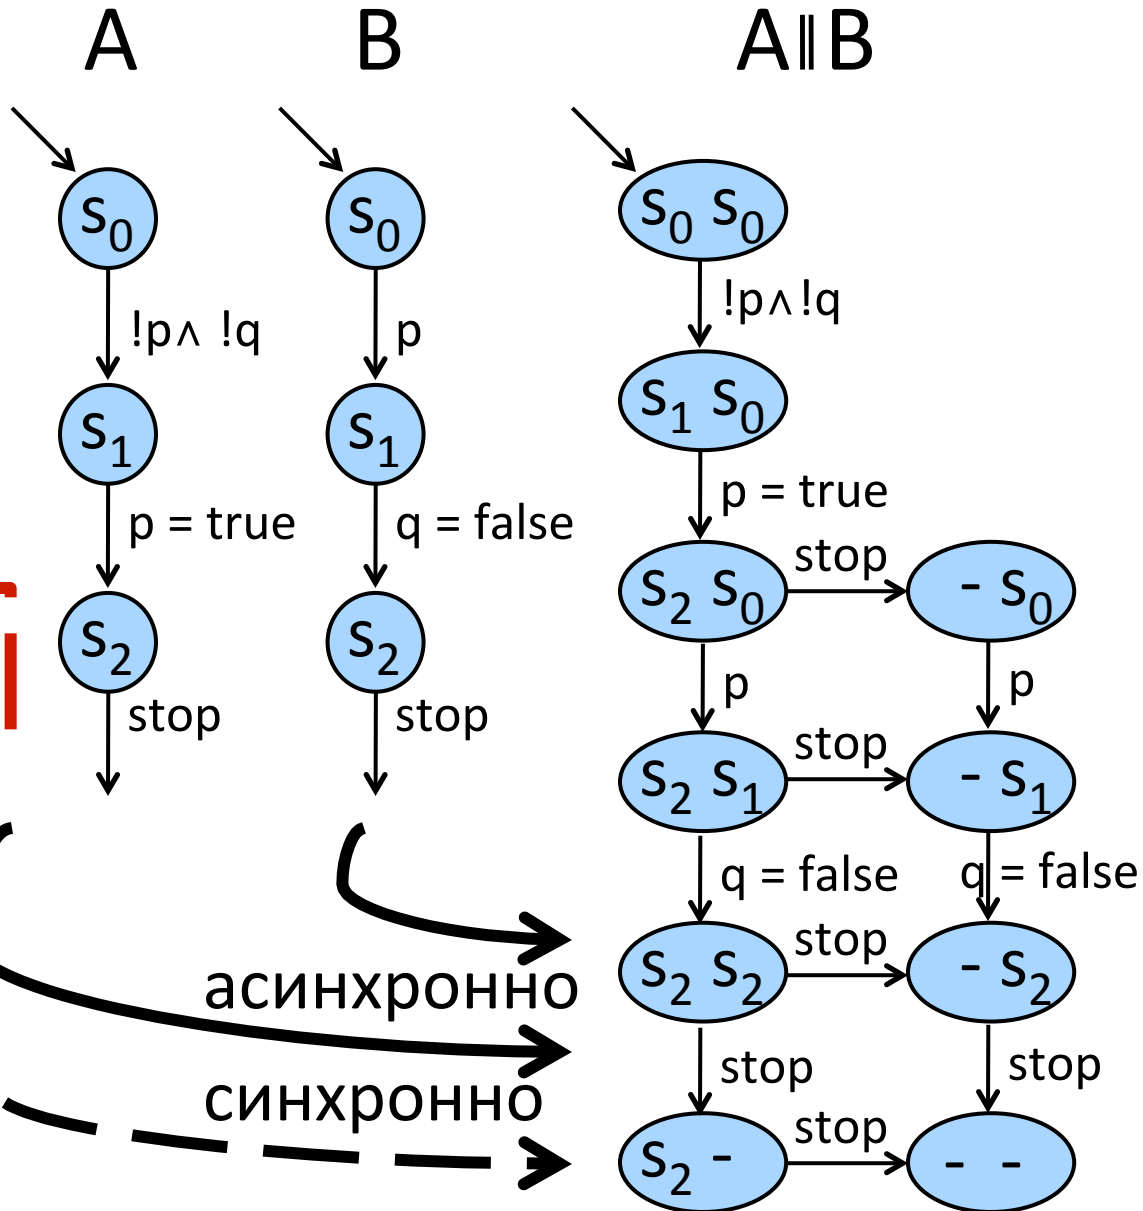 A B A||B
s0 s0 s0 s0
!p∧ !q p !p∧!q
s1 s1 s1 s0
p = true q = false p = true
s2 s2 s2 s0 stop - s0
stop stop p p
s2 s1 stop - s1
q = false q = false
s2 s2 stop - s2
асинхронно
stop stop
синхронно
s2 - stop - -